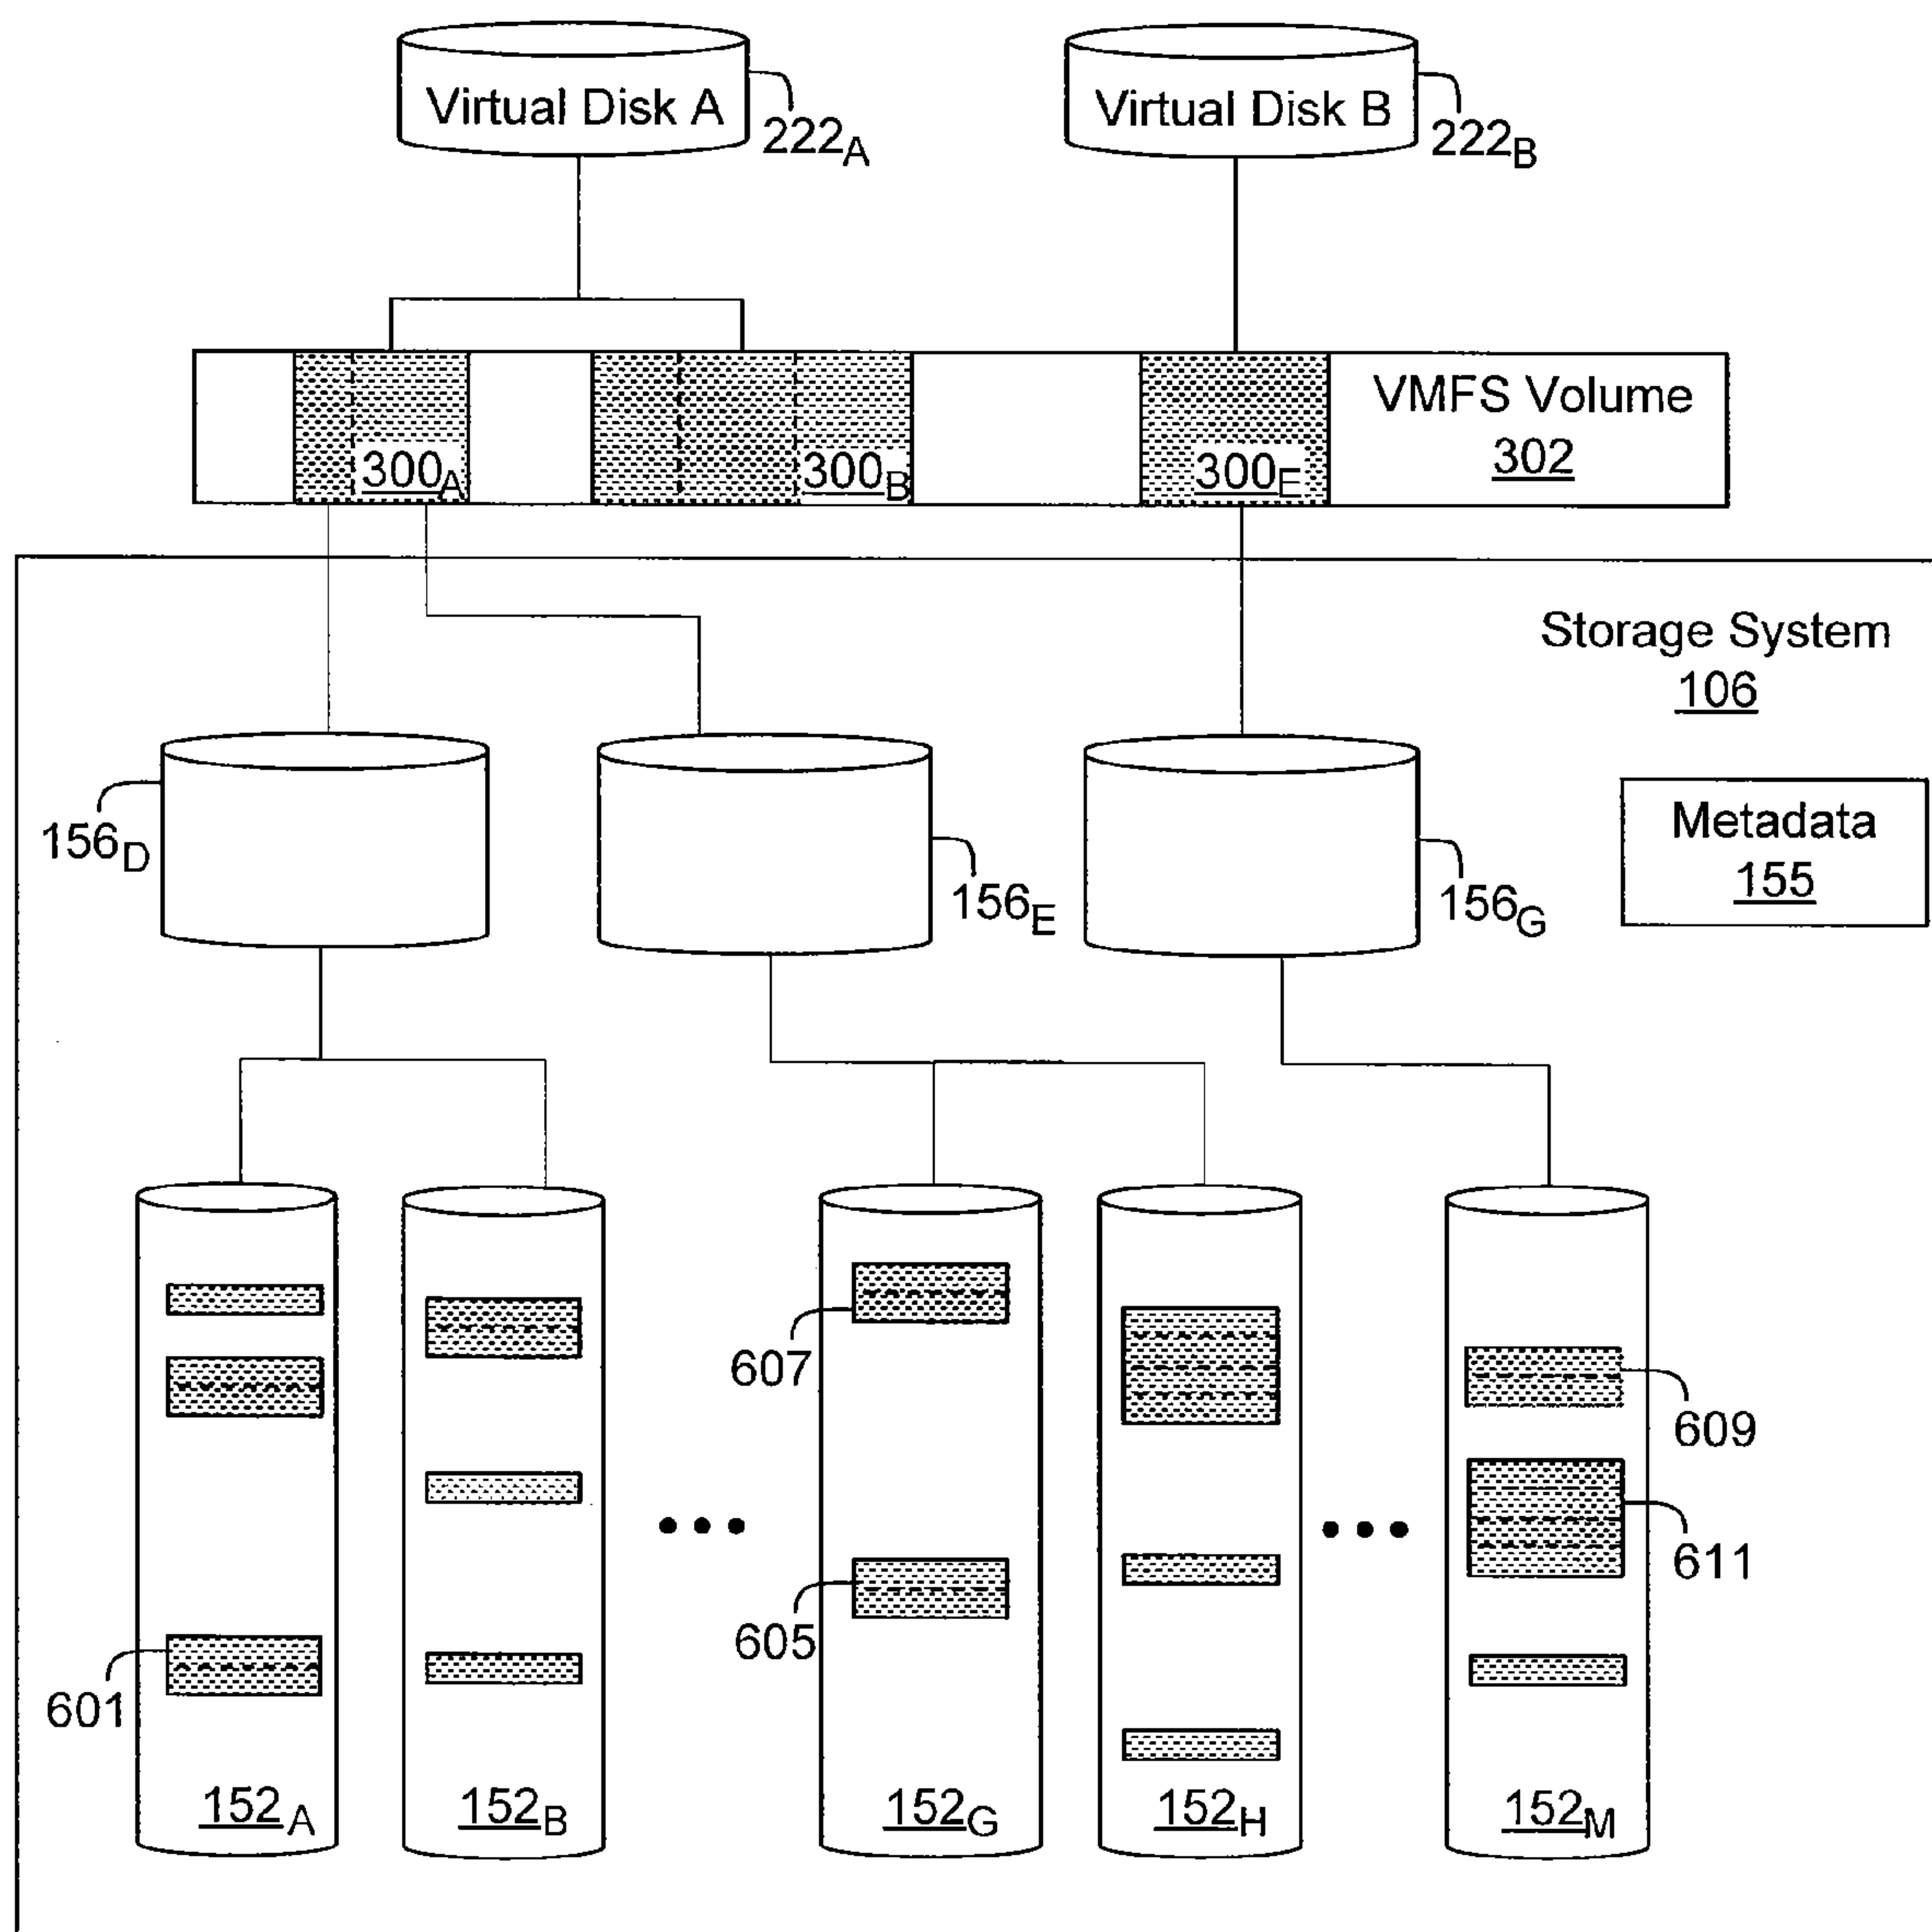 Virtual Disk A
222A
Virtual Disk B
222B
300A
300B
300E
VMFS Volume
302
Storage System
106
Metadata
155
156D
156E
156G
607
609
611
605
601
152A
152B
152G
152H
152M